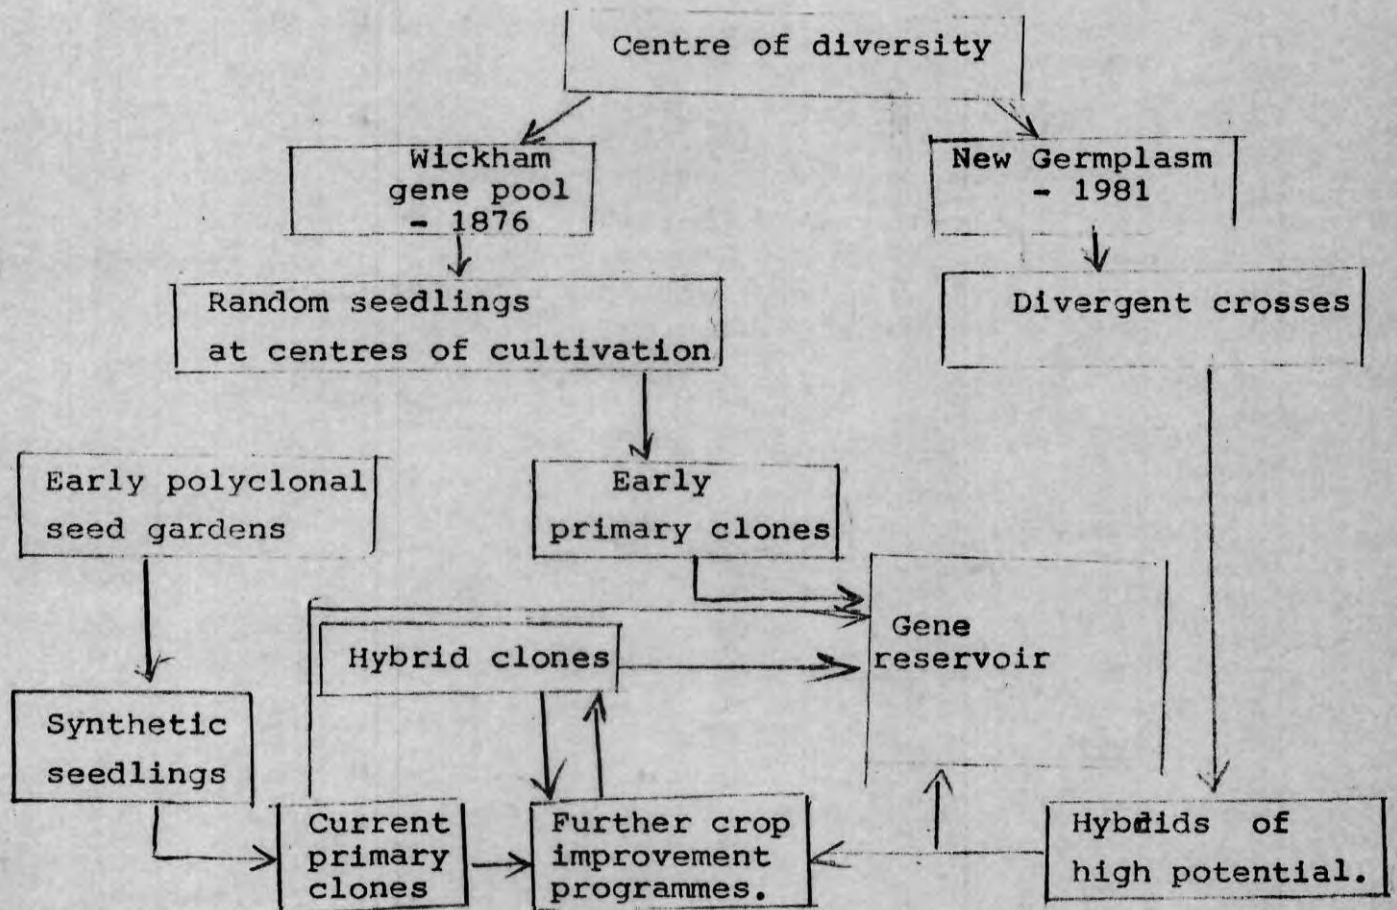 Centre of diversity
Wickham
gene pool
- 1876
New Germplasm
- 1981
Random seedlings
at centres of cultivation
Divergent crosses
Early polyclonal
seed gardens
Early
primary clones
Gene
reservoir
Hybrid clones
Synthetic
seedlings
Current
primary
clones
Further crop
improvement
programmes.
Hybdids of
high potential.